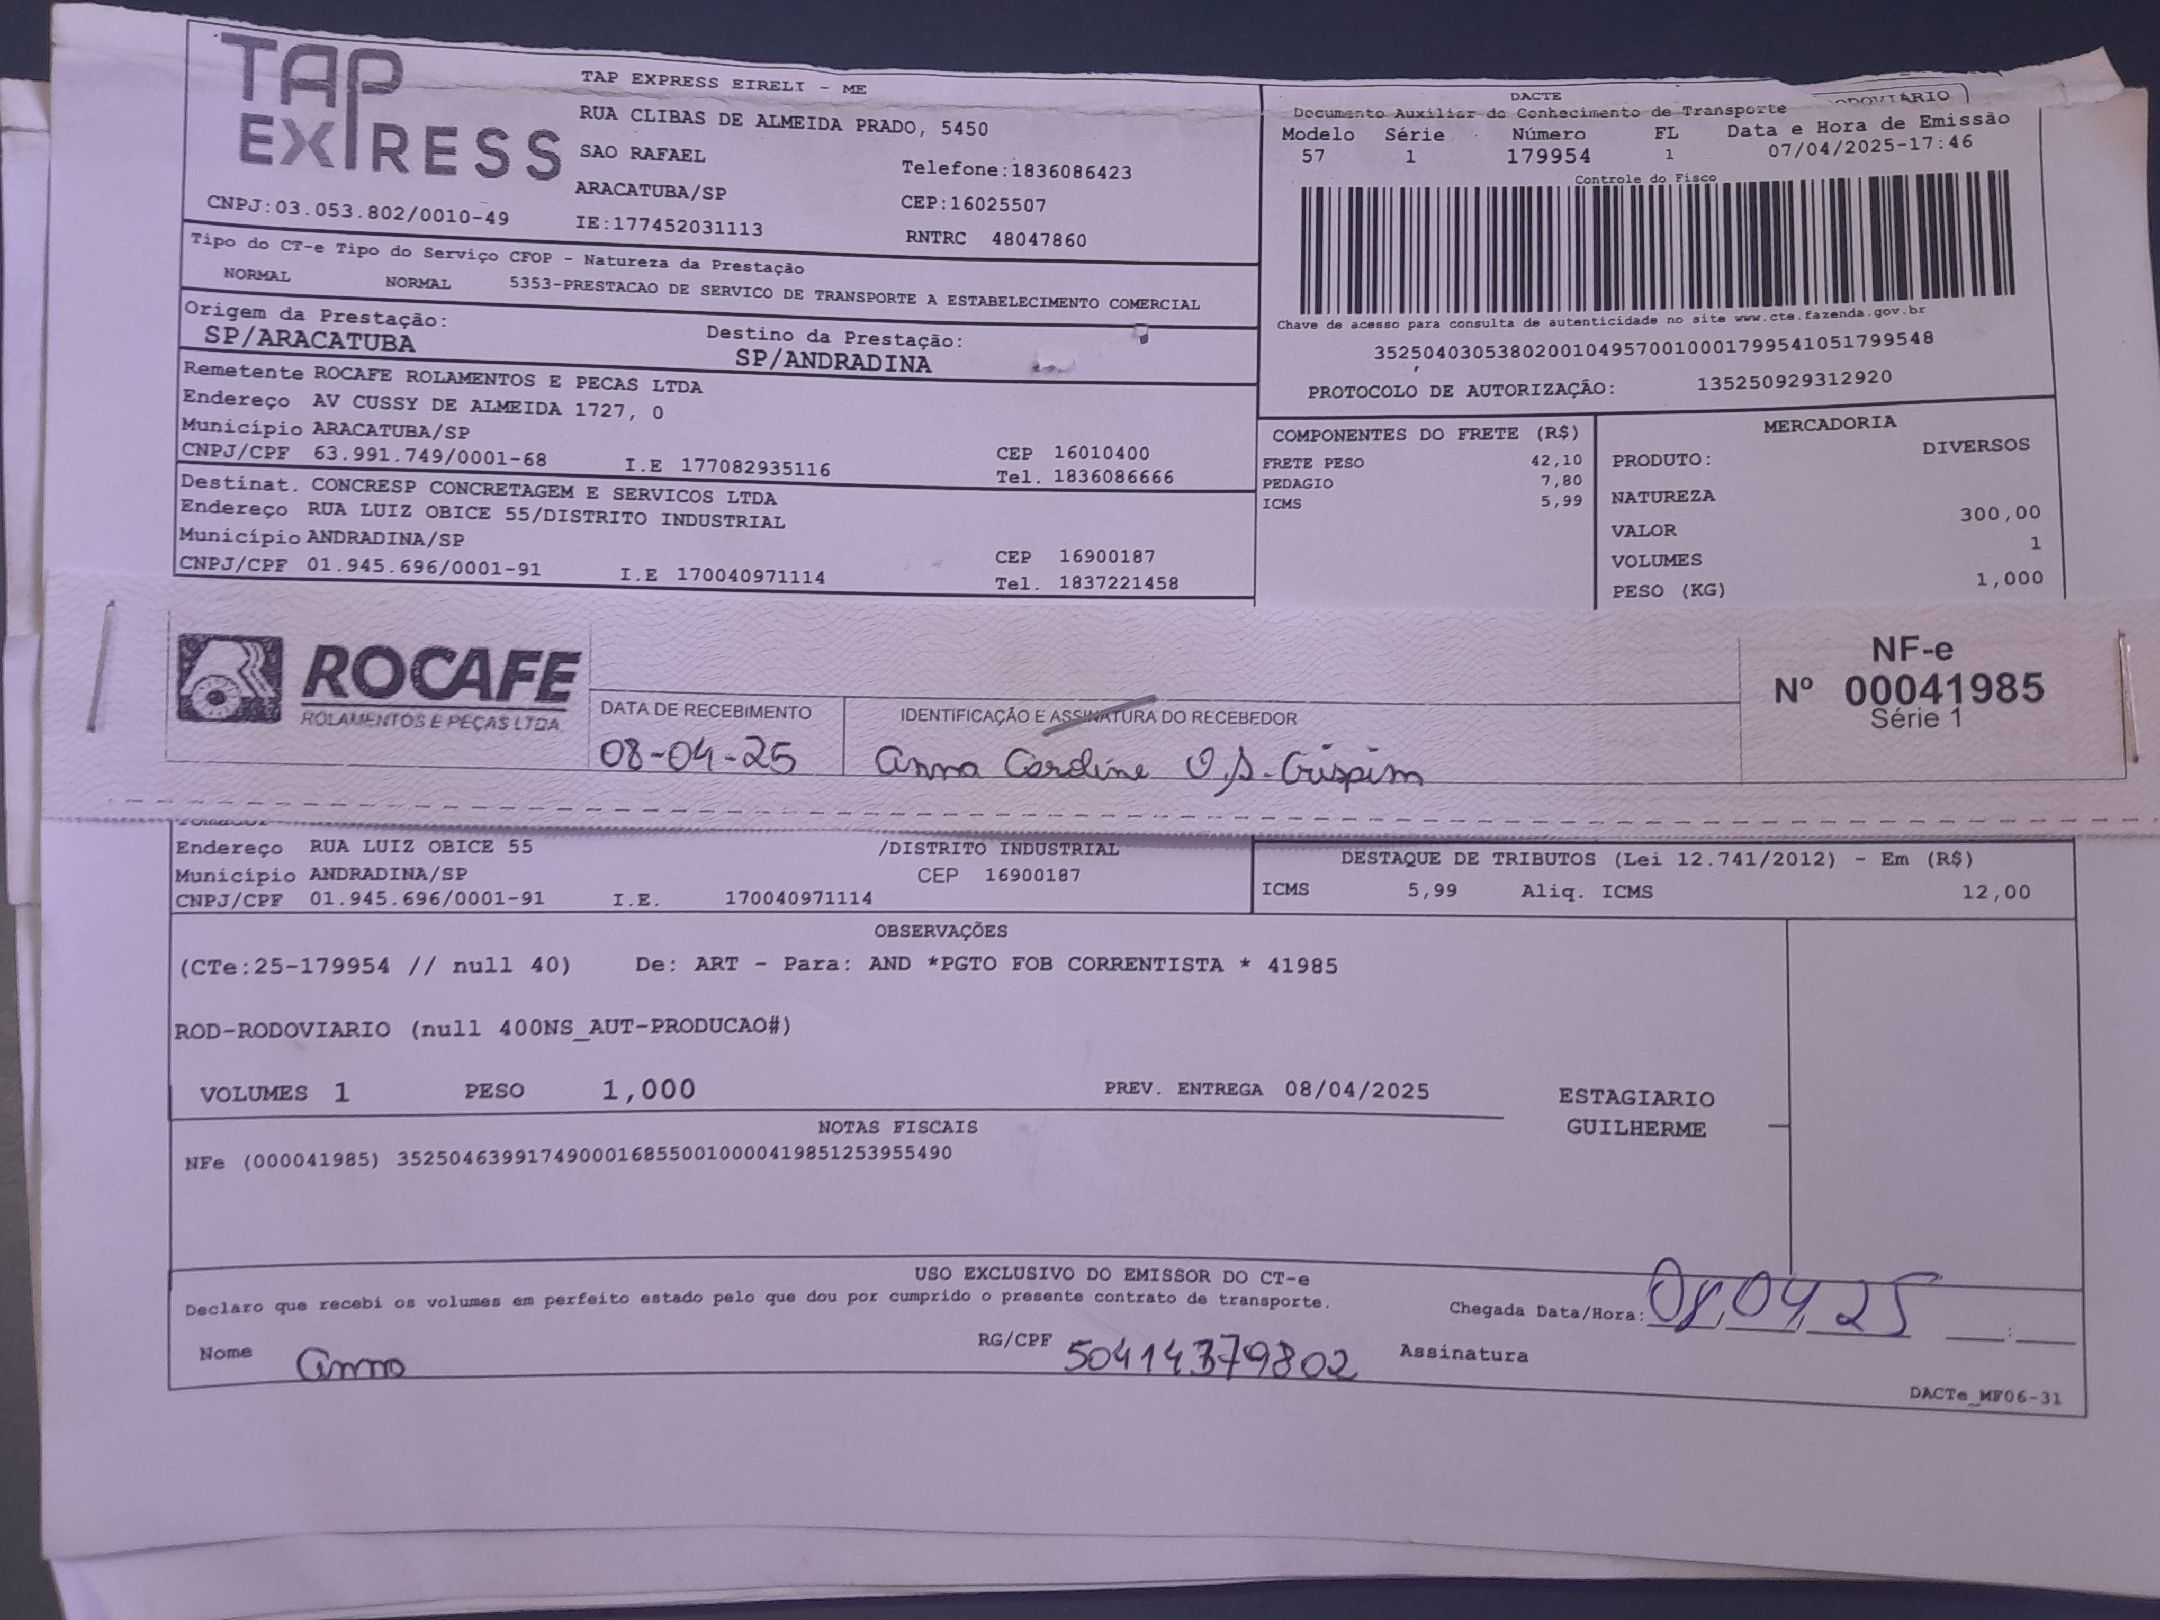 TAP
EXPRESS
TAP EXPRESS EIRELI - ME
RUA CLIBAS DE ALMEIDA PRADO, 5450
SAO RAFAEL
Telefone:1836086423
ARACATUBA/SP
CEP:16025507
CNPJ:03.053.802/0010-49
IE:177452031113
RNTRC 48047860
DACTE
Documento Auxiliar do Conhecimento de Transporte
Modelo Série Número FL Data e Hora de Emissão
57 1 179954 1 07/04/2025-17:46
Controle do Fisco
Chave de acesso para consulta de autenticidade no site www.cte.fazenda.gov.br
35250403053802001049570010001799541051799548
PROTOCOLO DE AUTORIZAÇÃO: 135250929312920
Tipo do CT-e Tipo do Serviço CFOP - Natureza da Prestação
NORMAL NORMAL 5353-PRESTACAO DE SERVICO DE TRANSPORTE A ESTABELECIMENTO COMERCIAL
Origem da Prestação: Destino da Prestação:
SP/ARACATUBA SP/ANDRADINA
Remetente ROCAFE ROLAMENTOS E PECAS LTDA
Endereço AV CUSSY DE ALMEIDA 1727, 0
Município ARACATUBA/SP CEP 16010400
CNPJ/CPF 63.991.749/0001-68 I.E 177082935116 Tel. 1836086666
Destinat. CONCRESP CONCRETAGEM E SERVICOS LTDA
Endereço RUA LUIZ OBICE 55/DISTRITO INDUSTRIAL
Município ANDRADINA/SP CEP 16900187
CNPJ/CPF 01.945.696/0001-91 I.E 170040971114 Tel. 1837221458
COMPONENTES DO FRETE (R$)
FRETE PESO 42,10
PEDAGIO 7,80
ICMS 5,99
MERCADORIA
PRODUTO: DIVERSOS
NATUREZA
VALOR 300,00
VOLUMES 1
PESO (KG) 1,000
ROCAFE
ROLAMENTOS E PEÇAS LTDA.
DATA DE RECEBIMENTO
08-04-25
IDENTIFICAÇÃO E ASSINATURA DO RECEBEDOR
Anna Caroline O.S. Crispim
NF-e
Nº 00041985
Série 1
Endereço RUA LUIZ OBICE 55 /DISTRITO INDUSTRIAL
Município ANDRADINA/SP CEP 16900187
CNPJ/CPF 01.945.696/0001-91 I.E. 170040971114
DESTAQUE DE TRIBUTOS (Lei 12.741/2012) - Em (R$)
ICMS 5,99 Aliq. ICMS 12,00
OBSERVAÇÕES
(CTe:25-179954 // null 40) De: ART - Para: AND *PGTO FOB CORRENTISTA * 41985
ROD-RODOVIARIO (null 400NS_AUT-PRODUCAO#)
VOLUMES 1 PESO 1,000 PREV. ENTREGA 08/04/2025
ESTAGIARIO
GUILHERME
NOTAS FISCAIS
NFe (000041985) 35250463991749000168550010000419851253955490
USO EXCLUSIVO DO EMISSOR DO CT-e
Declaro que recebi os volumes em perfeito estado pelo que dou por cumprido o presente contrato de transporte.
Chegada Data/Hora: 08/04/25 __:__
Nome Anna RG/CPF 50414379802 Assinatura
DACTe_MF06-31